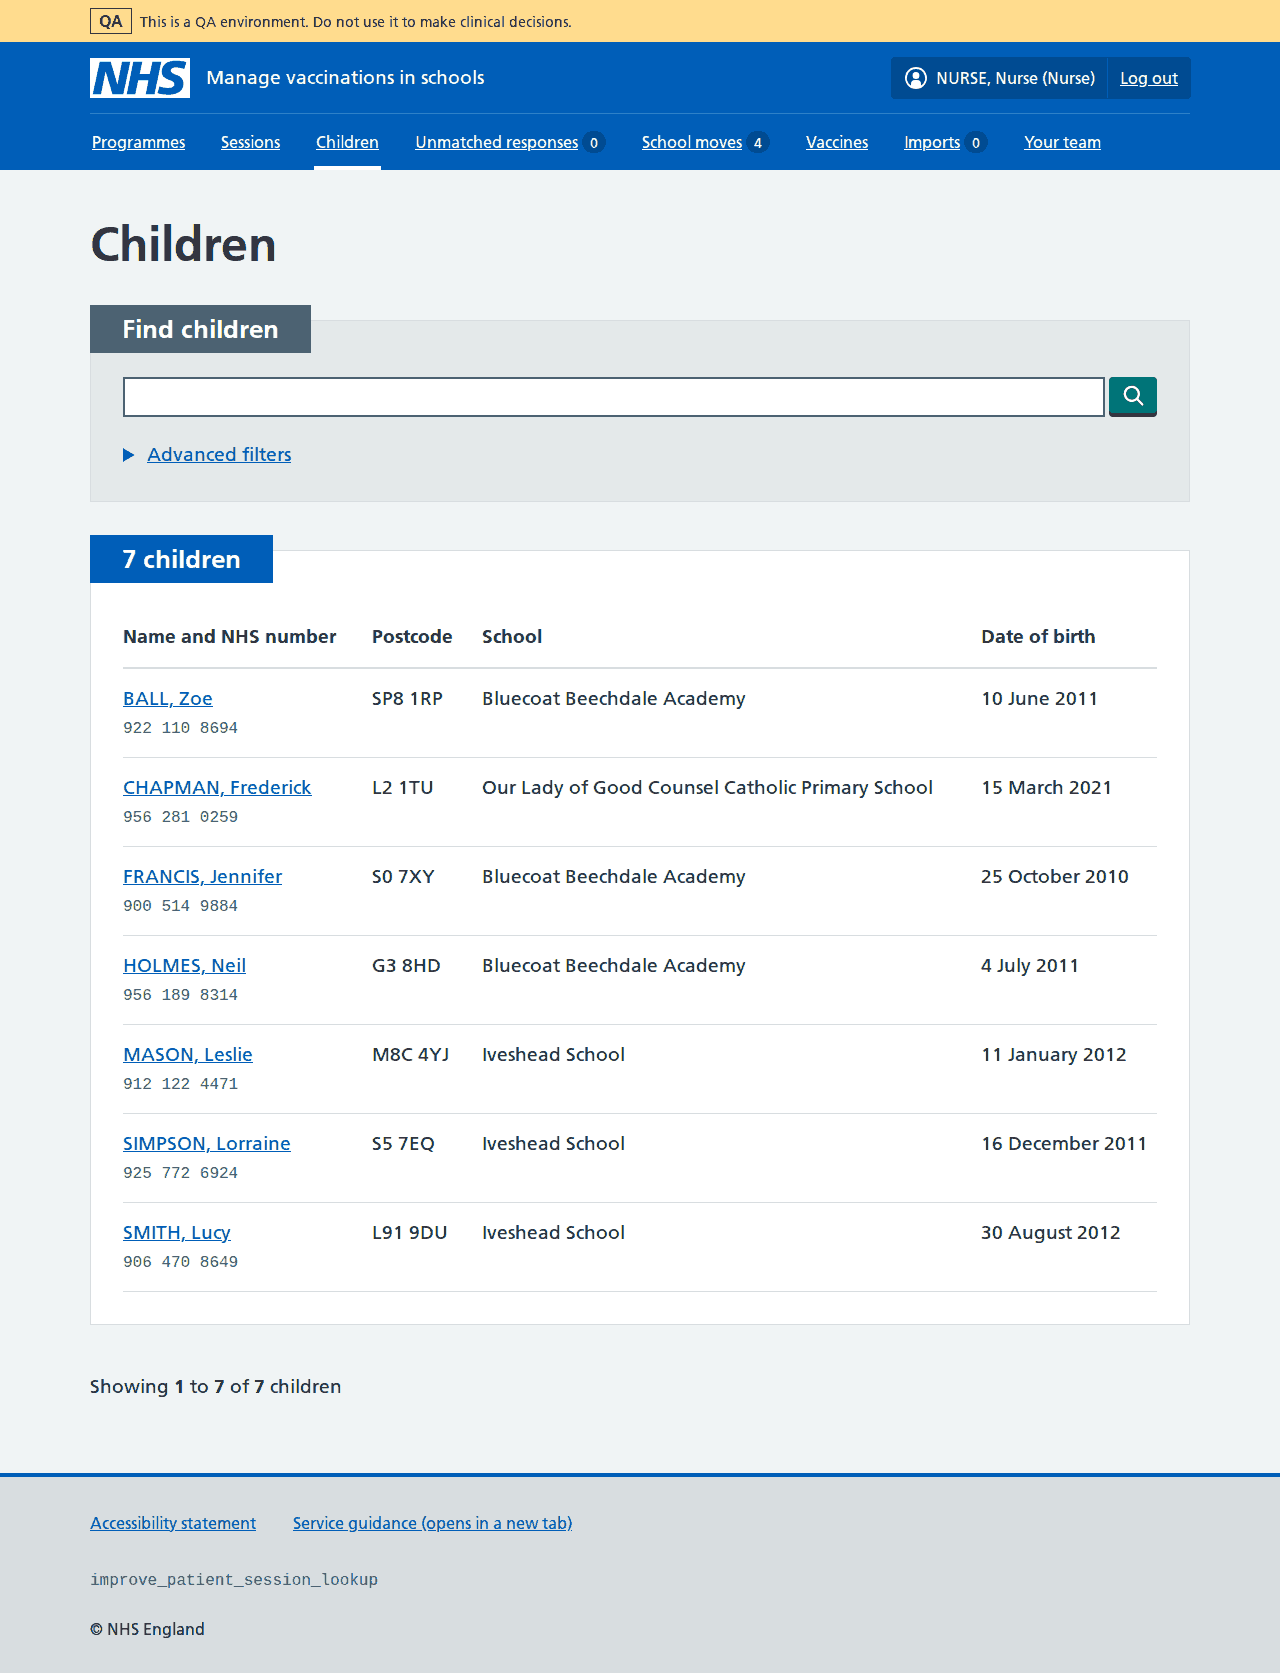 QA This is a QA environment. Do not use it to make clinical decisions.
NHS Manage vaccinations in schools NURSE, Nurse (Nurse) Log out
Programmes Sessions Children Unmatched responses 0 School moves 4 Vaccines Imports 0 Your team
Children
Find children
Advanced filters
7 children
Name and NHS number Postcode School Date of birth
BALL, Zoe SP8 1RP Bluecoat Beechdale Academy 10 June 2011
922 110 8694
CHAPMAN, Frederick L2 1TU Our Lady of Good Counsel Catholic Primary School 15 March 2021
956 281 0259
FRANCIS, Jennifer S0 7XY Bluecoat Beechdale Academy 25 October 2010
900 514 9884
HOLMES, Neil G3 8HD Bluecoat Beechdale Academy 4 July 2011
956 189 8314
MASON, Leslie M8C 4YJ Iveshead School 11 January 2012
912 122 4471
SIMPSON, Lorraine S5 7EQ Iveshead School 16 December 2011
925 772 6924
SMITH, Lucy L91 9DU Iveshead School 30 August 2012
906 470 8649
Showing 1 to 7 of 7 children
Accessibility statement Service guidance (opens in a new tab)
improve_patient_session_lookup
© NHS England